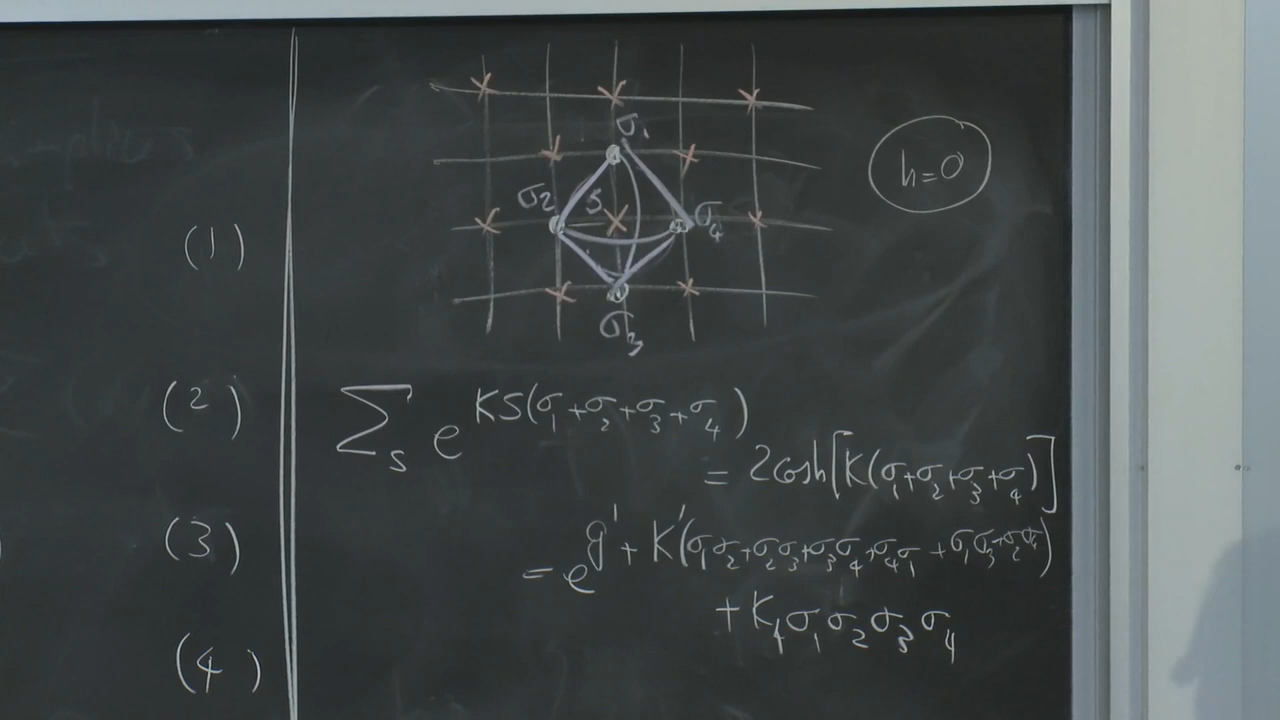 (1)
(2)
(3)
(4)
σ₁
σ₂ S σ₄
σ₃
h=0
∑ₛ e^{KS(σ₁+σ₂+σ₃+σ₄)}
= 2cosh[K(σ₁+σ₂+σ₃+σ₄)]
= e^{g' + K'(σ₁σ₂+σ₂σ₃+σ₃σ₄+σ₄σ₁+σ₁σ₃+σ₂σ₄)
+ K₄σ₁σ₂σ₃σ₄}